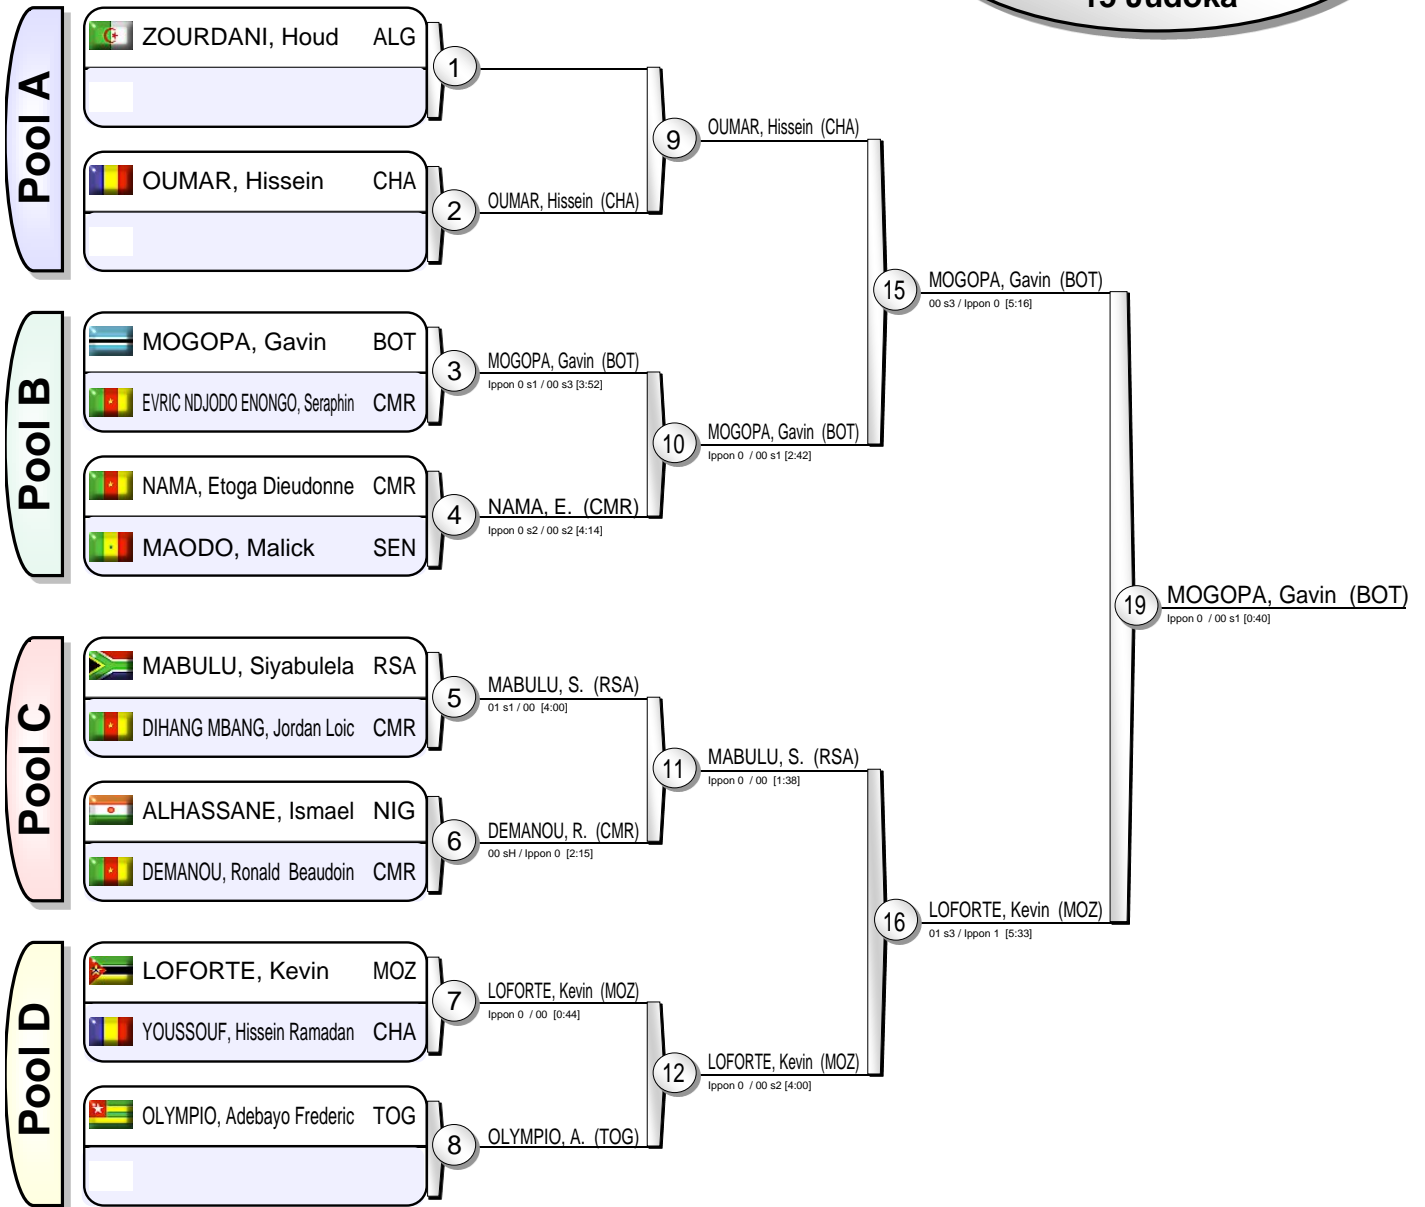 13 Judoka
Pool A
ZOURDANI, Houd ALG
1
OUMAR, Hissein CHA
2
OUMAR, Hissein (CHA)
9
OUMAR, Hissein (CHA)
Pool B
MOGOPA, Gavin BOT
EVRIC NDJODO ENONGO, Seraphin CMR
3
MOGOPA, Gavin (BOT)
Ippon 0 s1 / 00 s3 [3:52]
NAMA, Etoga Dieudonne CMR
MAODO, Malick SEN
4
NAMA, E. (CMR)
Ippon 0 s2 / 00 s2 [4:14]
10
MOGOPA, Gavin (BOT)
Ippon 0 / 00 s1 [2:42]
15
MOGOPA, Gavin (BOT)
00 s3 / Ippon 0 [5:16]
Pool C
MABULU, Siyabulela RSA
DIHANG MBANG, Jordan Loic CMR
5
MABULU, S. (RSA)
01 s1 / 00 [4:00]
ALHASSANE, Ismael NIG
DEMANOU, Ronald Beaudoin CMR
6
DEMANOU, R. (CMR)
00 sH / Ippon 0 [2:15]
11
MABULU, S. (RSA)
Ippon 0 / 00 [1:38]
Pool D
LOFORTE, Kevin MOZ
YOUSSOUF, Hissein Ramadan CHA
7
LOFORTE, Kevin (MOZ)
Ippon 0 / 00 [0:44]
OLYMPIO, Adebayo Frederic TOG
8
OLYMPIO, A. (TOG)
12
LOFORTE, Kevin (MOZ)
Ippon 0 / 00 s2 [4:00]
16
LOFORTE, Kevin (MOZ)
01 s3 / Ippon 1 [5:33]
19
MOGOPA, Gavin (BOT)
Ippon 0 / 00 s1 [0:40]